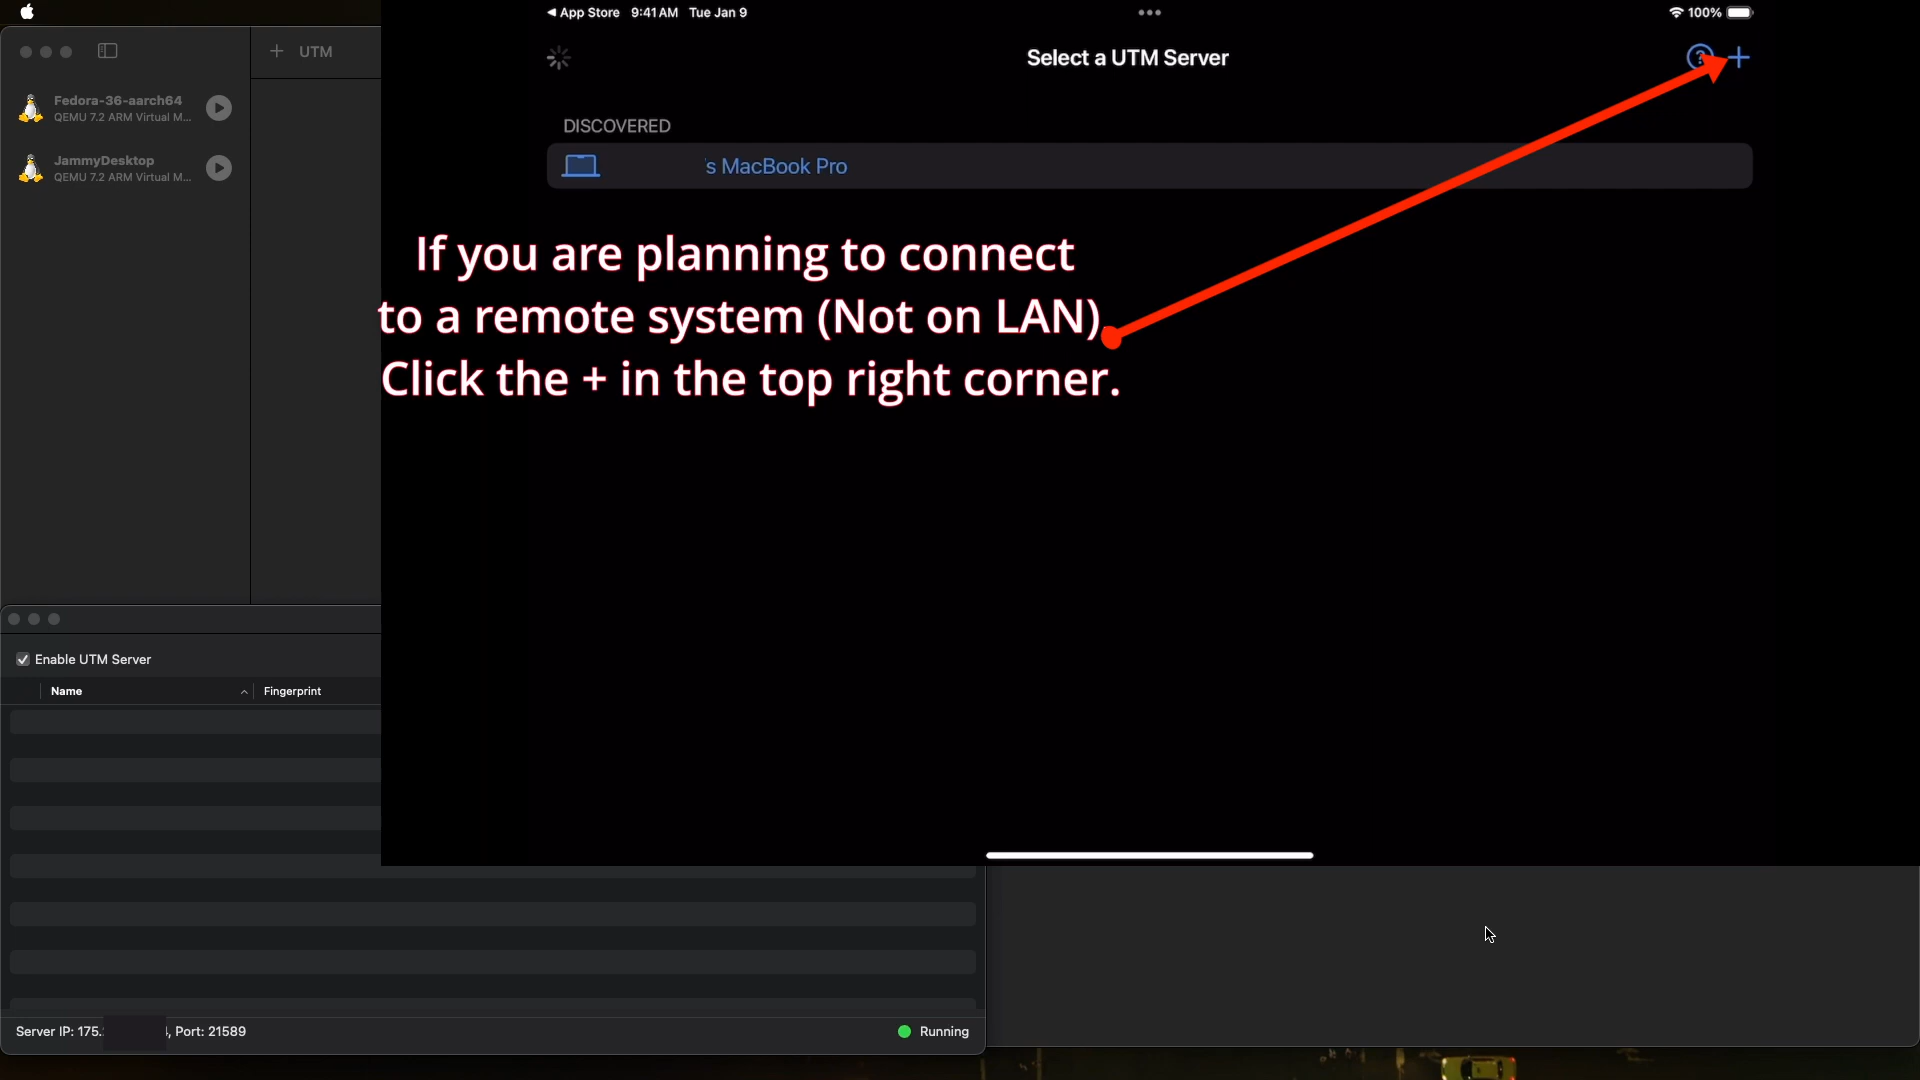 App Store 9:41 AM Tue Jan 9
100%
UTM
Select a UTM Server
?
Fedora-36-aarch64
QEMU 7.2 ARM Virtual M...
JammyDesktop
QEMU 7.2 ARM Virtual M...
DISCOVERED
's MacBook Pro
If you are planning to connect
to a remote system (Not on LAN)
Click the + in the top right corner.
Enable UTM Server
Name
Fingerprint
Server IP: 175.
, Port: 21589
Running